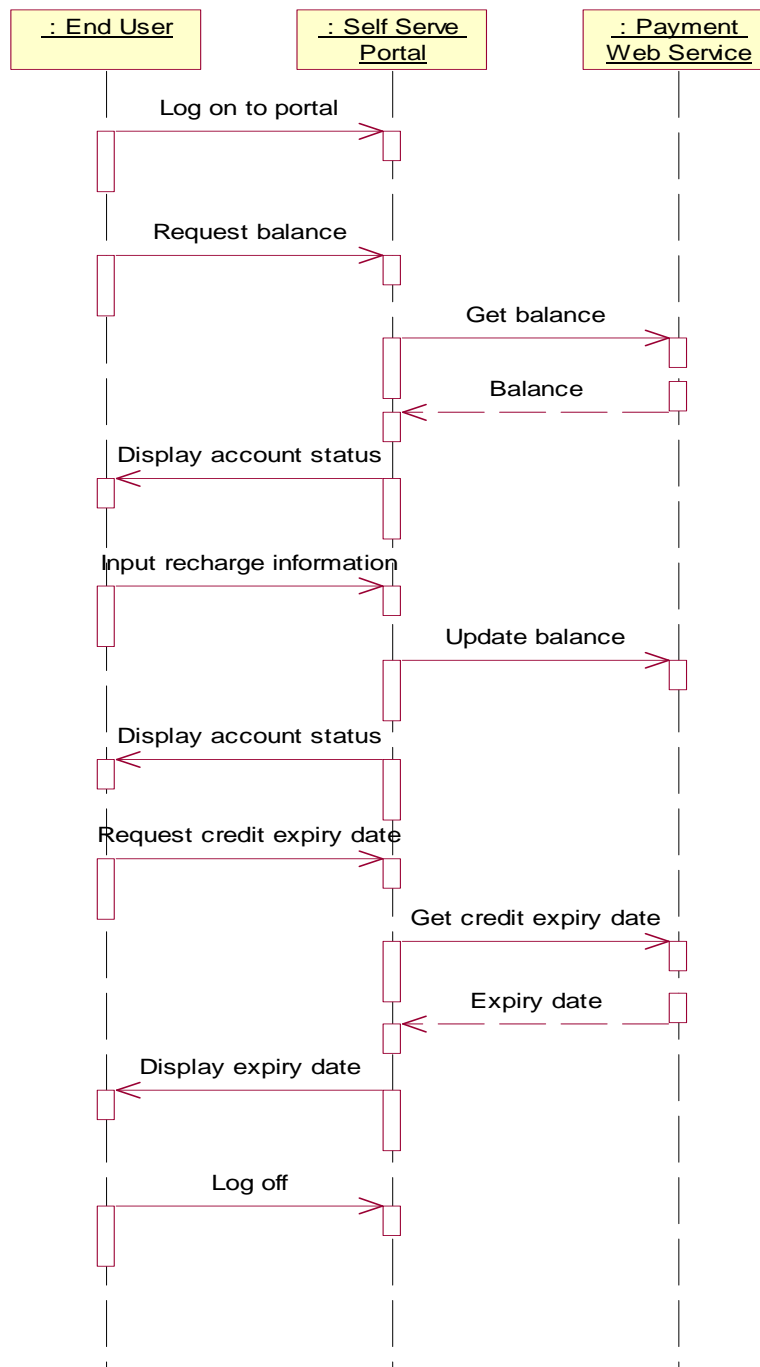 : End User
: Self Serve
Portal
: Payment
Web Service
Log on to portal
Request balance
Get balance
Balance
Display account status
Input recharge information
Update balance
Display account status
Request credit expiry date
Get credit expiry date
Expiry date
Display expiry date
Log off